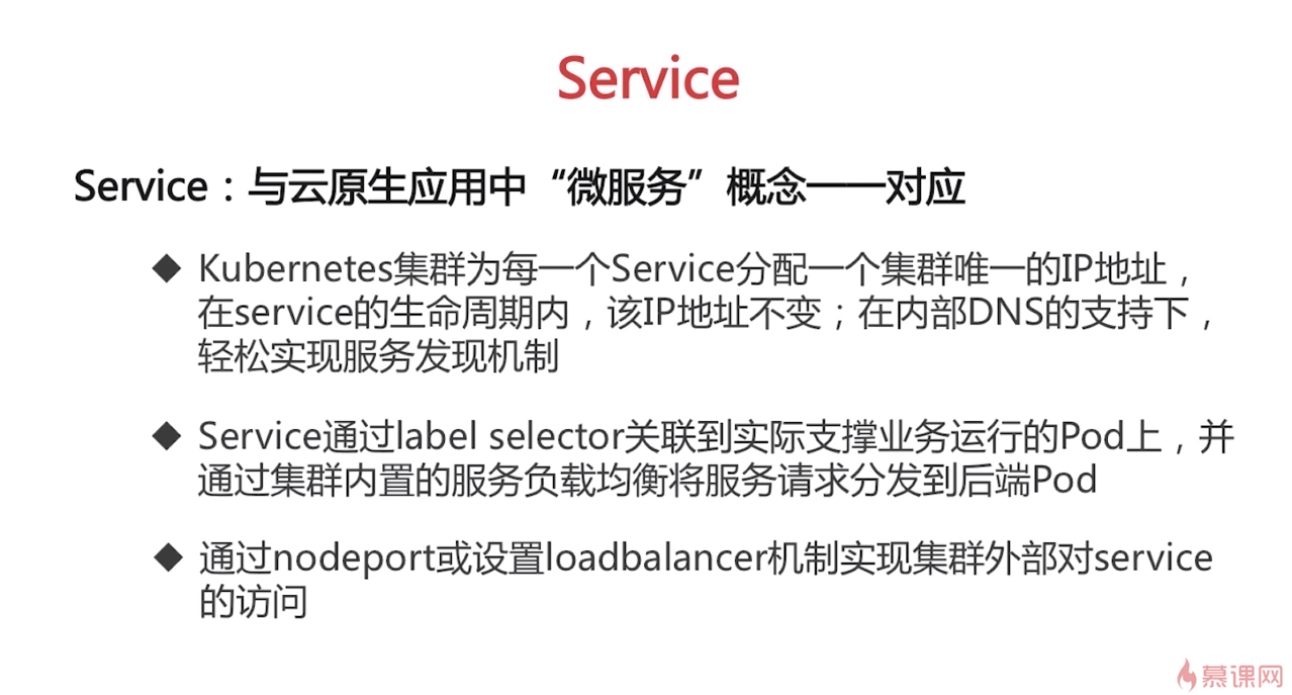 Service
Service：与云原生应用中“微服务”概念一一对应
◆ Kubernetes集群为每一个Service分配一个集群唯一的IP地址，
在service的生命周期内，该IP地址不变；在内部DNS的支持下，
轻松实现服务发现机制
◆ Service通过label selector关联到实际支撑业务运行的Pod上，并
通过集群内置的服务负载均衡将服务请求分发到后端Pod
◆ 通过nodeport或设置loadbalancer机制实现集群外部对service
的访问
慕课网